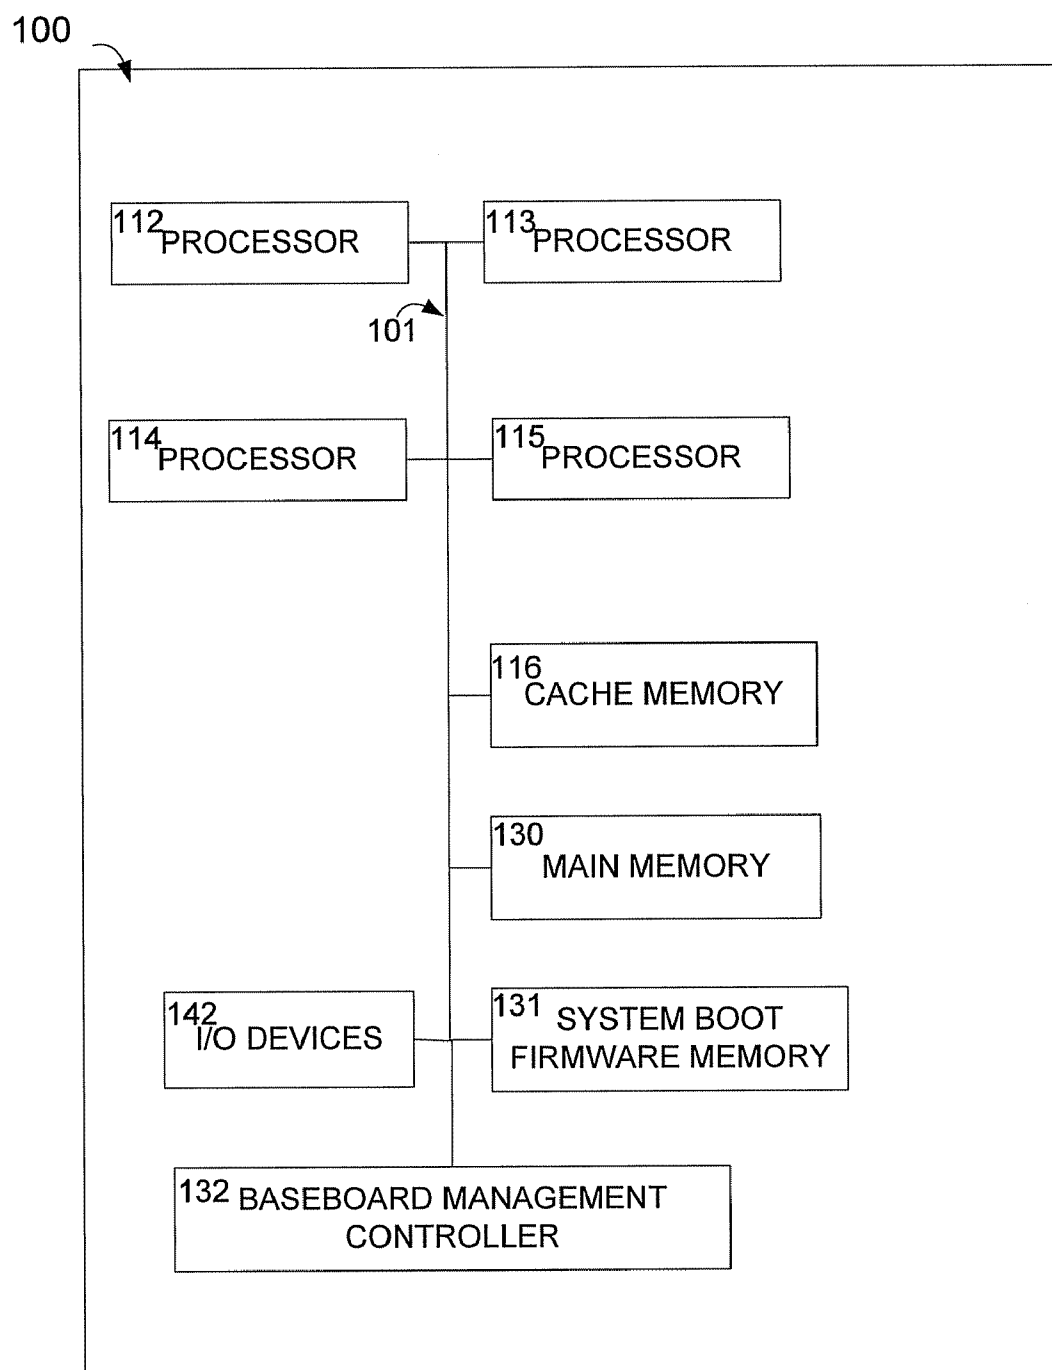 100
112 PROCESSOR
113 PROCESSOR
101
114 PROCESSOR
115 PROCESSOR
116 CACHE MEMORY
130 MAIN MEMORY
142 I/O DEVICES
131 SYSTEM BOOT
FIRMWARE MEMORY
132 BASEBOARD MANAGEMENT
CONTROLLER